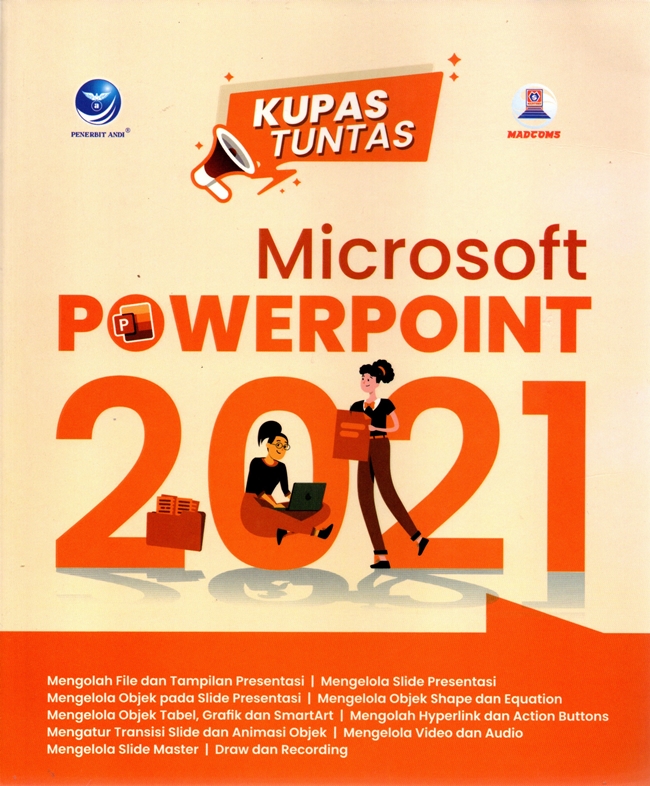 PENERBIT ANDI®
KUPAS
TUNTAS
MADCOMS
Microsoft
POWERPOINT
P
2021
Mengolah File dan Tampilan Presentasi | Mengelola Slide Presentasi
Mengelola Objek pada Slide Presentasi | Mengelola Objek Shape dan Equation
Mengelola Objek Tabel, Grafik dan SmartArt | Mengolah Hyperlink dan Action Buttons
Mengatur Transisi Slide dan Animasi Objek | Mengelola Video dan Audio
Mengelola Slide Master | Draw dan Recording